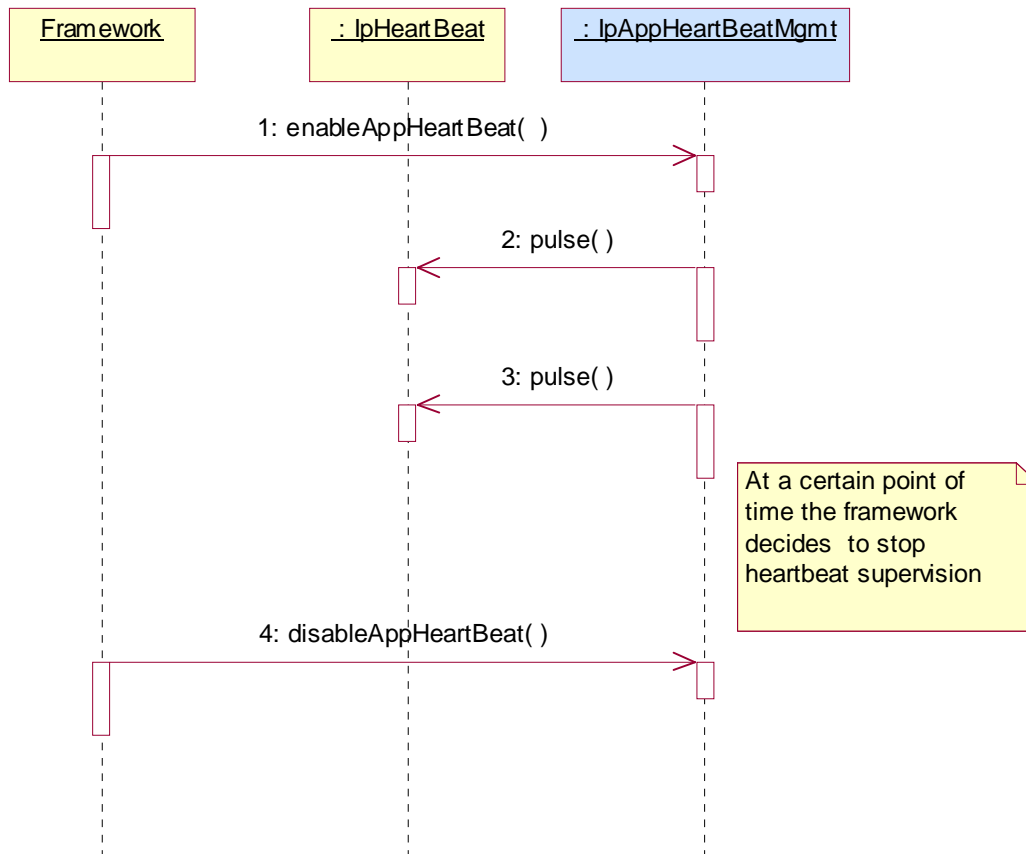 Framework
: IpHeartBeat
: IpAppHeartBeatMgmt
1: enableAppHeartBeat( )
2: pulse( )
3: pulse( )
At a certain point of
time the framework
decides to stop
heartbeat supervision
4: disableAppHeartBeat( )